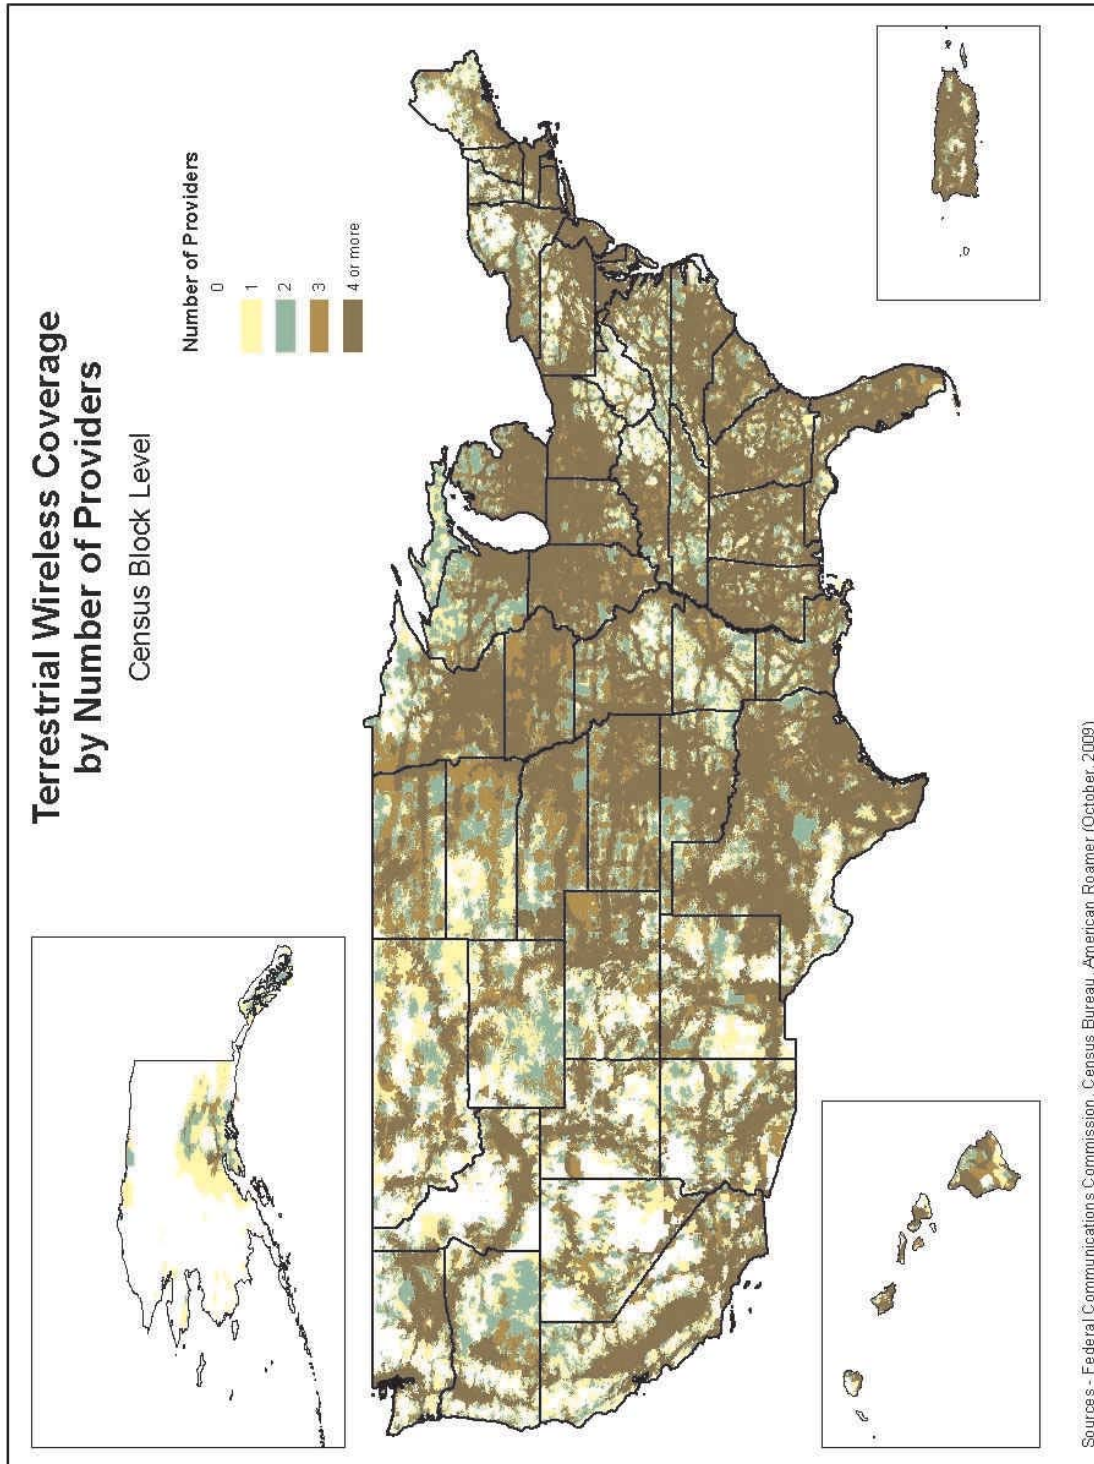 Terrestrial Wireless Coverage
by Number of Providers
Census Block Level
Number of Providers
0
1
2
3
4 or more
Sources - Federal Communications Commission, Census Bureau, American Roamer (October, 2009)